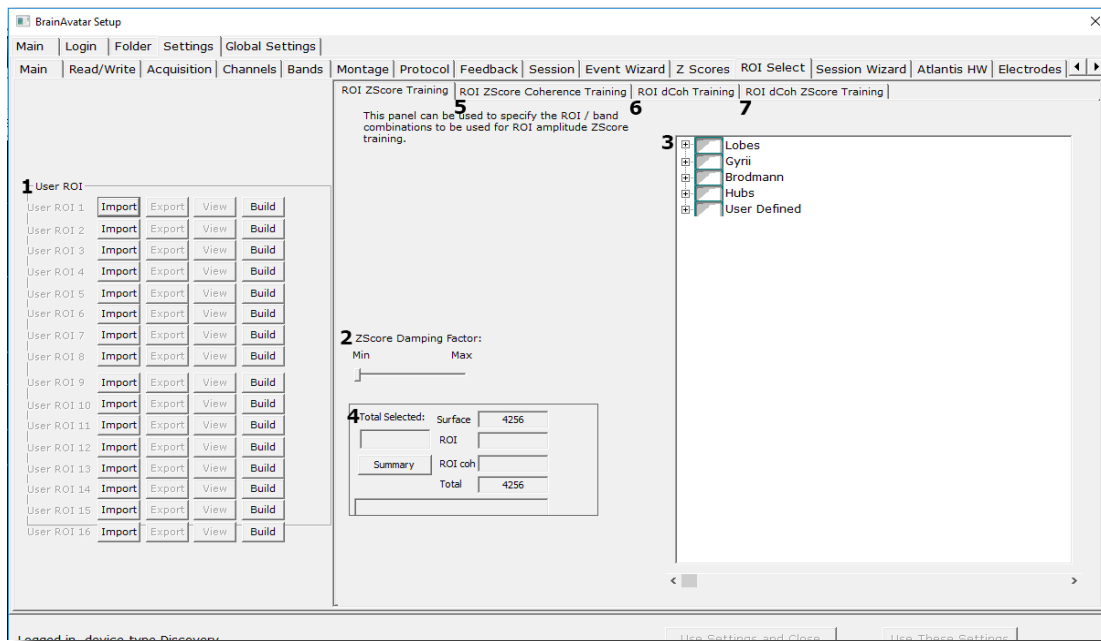 BrainAvatar Setup
Main Login Folder Settings Global Settings
Main Read/Write Acquisition Channels Bands Montage Protocol Feedback Session Event Wizard Z Scores ROI Select Session Wizard Atlantis HW Electrodes
ROI ZScore Training ROI ZScore Coherence Training ROI dCoh Training ROI dCoh ZScore Training
5 6 7
This panel can be used to specify the ROI / band
combinations to be used for ROI amplitude ZScore
training.
3 Lobes
Gyrii
Brodmann
Hubs
User Defined
1 User ROI
User ROI 1 Import Export View Build
User ROI 2 Import Export View Build
User ROI 3 Import Export View Build
User ROI 4 Import Export View Build
User ROI 5 Import Export View Build
User ROI 6 Import Export View Build
User ROI 7 Import Export View Build
User ROI 8 Import Export View Build
User ROI 9 Import Export View Build
User ROI 10 Import Export View Build
User ROI 11 Import Export View Build
User ROI 12 Import Export View Build
User ROI 13 Import Export View Build
User ROI 14 Import Export View Build
User ROI 15 Import Export View Build
User ROI 16 Import Export View Build
2 ZScore Damping Factor:
Min Max
4 Total Selected: Surface 4256
ROI
Summary ROI coh
Total 4256
Logged in, device type Discovery
Use Settings and Close Use These Settings